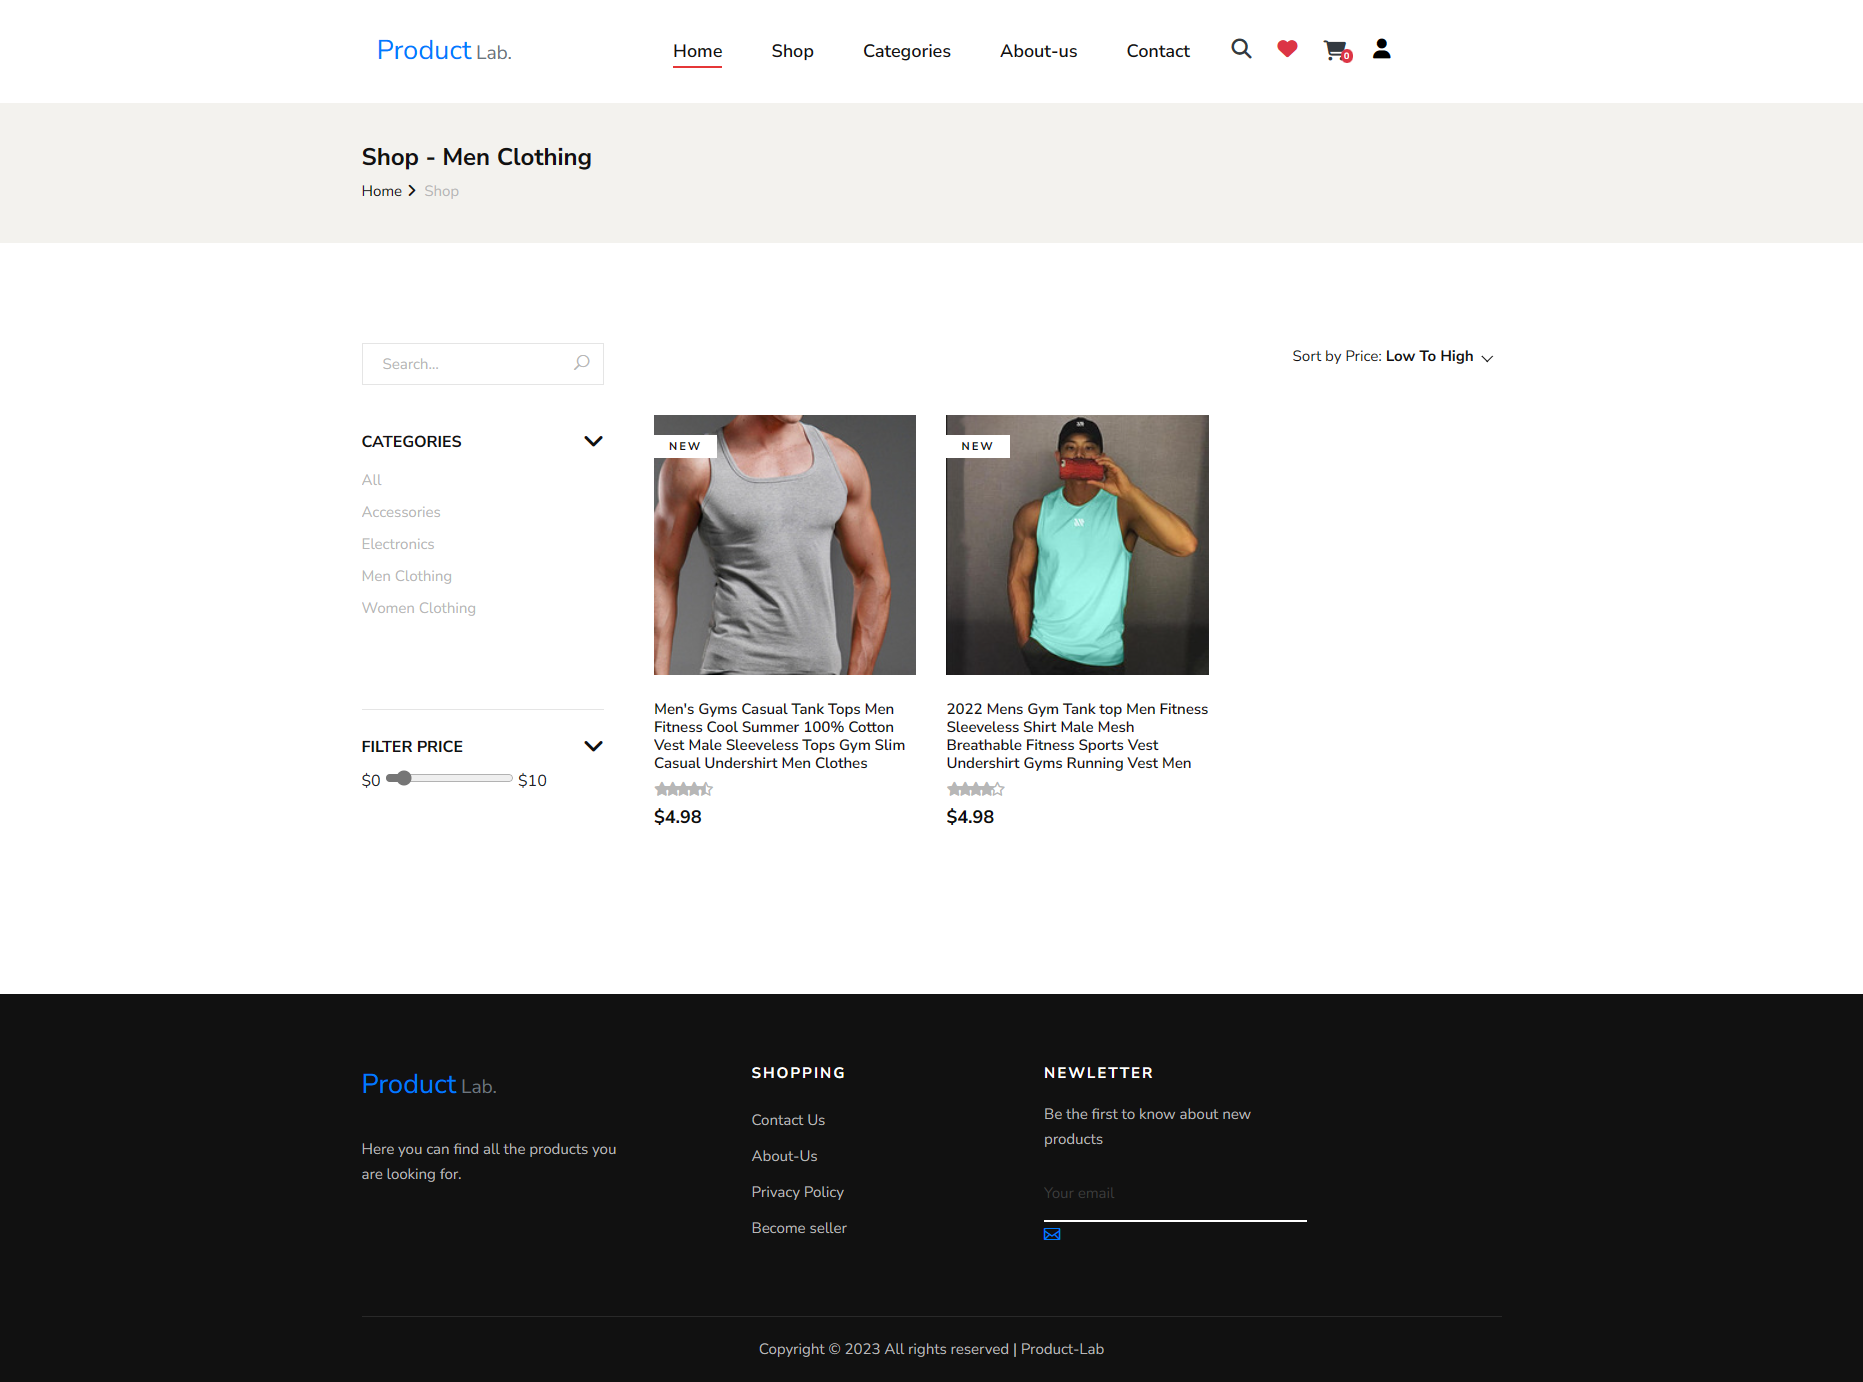 Product Lab.
Home
Shop
Categories
About-us
Contact
0
Shop - Men Clothing
Home
Shop
Search...
Sort by Price: Low To High
CATEGORIES
All
Accessories
Electronics
Men Clothing
Women Clothing
FILTER PRICE
$0
$10
NEW
Men's Gyms Casual Tank Tops Men
Fitness Cool Summer 100% Cotton
Vest Male Sleeveless Tops Gym Slim
Casual Undershirt Men Clothes
$4.98
NEW
2022 Mens Gym Tank top Men Fitness
Sleeveless Shirt Male Mesh
Breathable Fitness Sports Vest
Undershirt Gyms Running Vest Men
$4.98
Product Lab.
Here you can find all the products you
are looking for.
SHOPPING
Contact Us
About-Us
Privacy Policy
Become seller
NEWLETTER
Be the first to know about new
products
Your email
Copyright © 2023 All rights reserved | Product-Lab